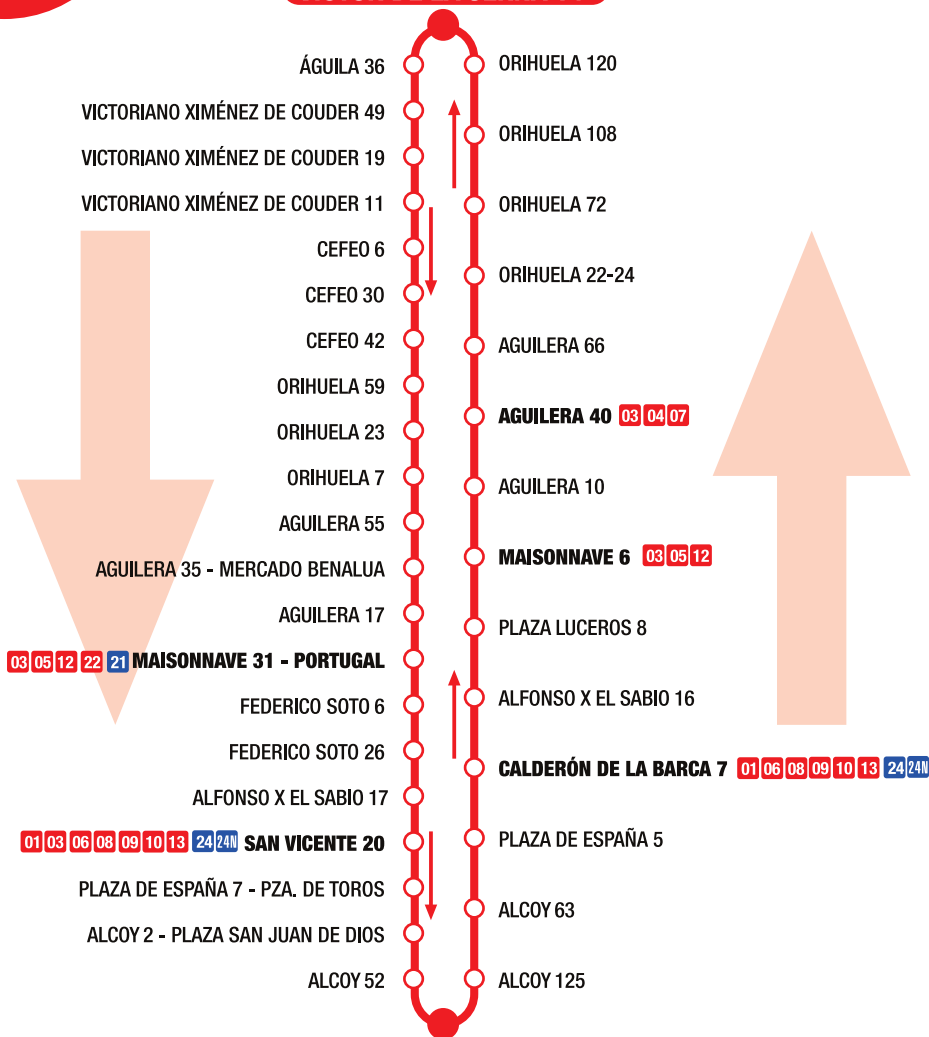 ÁGUILA 36
VICTORIANO XIMÉNEZ DE COUDER 49
VICTORIANO XIMÉNEZ DE COUDER 19
VICTORIANO XIMÉNEZ DE COUDER 11
CEFEO 6
CEFEO 30
CEFEO 42
ORIHUELA 59
ORIHUELA 23
ORIHUELA 7
AGUILERA 55
AGUILERA 35 - MERCADO BENALUA
AGUILERA 17
03 05 12 22 21 MAISONNAVE 31 - PORTUGAL
FEDERICO SOTO 6
FEDERICO SOTO 26
ALFONSO X EL SABIO 17
01 03 06 08 09 10 13 24 24N SAN VICENTE 20
PLAZA DE ESPAÑA 7 - PZA. DE TOROS
ALCOY 2 - PLAZA SAN JUAN DE DIOS
ALCOY 52
ORIHUELA 120
ORIHUELA 108
ORIHUELA 72
ORIHUELA 22-24
AGUILERA 66
AGUILERA 40 03 04 07
AGUILERA 10
MAISONNAVE 6 03 05 12
PLAZA LUCEROS 8
ALFONSO X EL SABIO 16
CALDERÓN DE LA BARCA 7 01 06 08 09 10 13 24 24N
PLAZA DE ESPAÑA 5
ALCOY 63
ALCOY 125